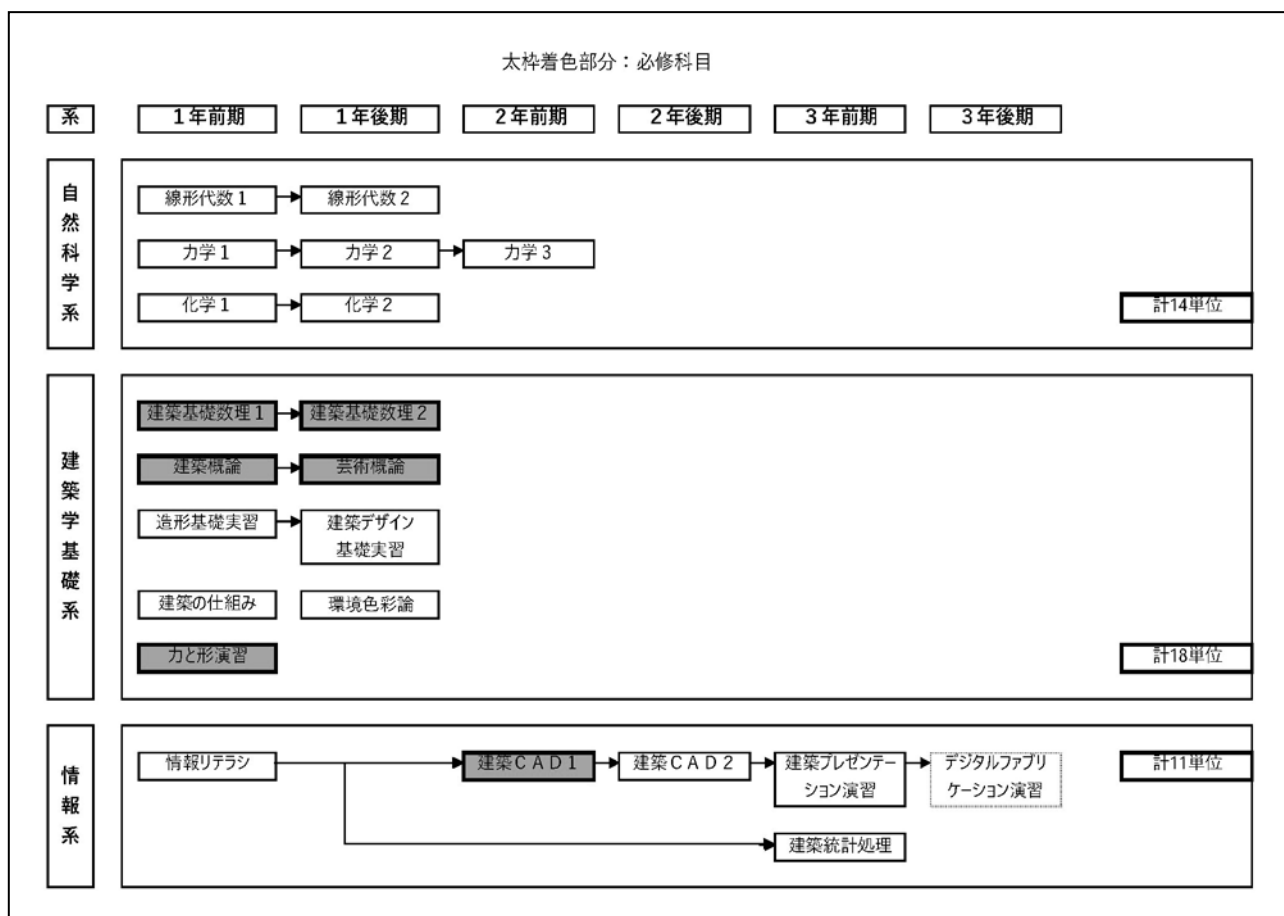 太枠着色部分：必修科目
系 1年前期 1年後期 2年前期 2年後期 3年前期 3年後期
自然科学系
線形代数1 線形代数2
力学1 力学2 力学3
化学1 化学2 計14単位
建築学基礎系
建築基礎数理1 建築基礎数理2
建築概論 芸術概論
造形基礎実習 建築デザイン
基礎実習
建築の仕組み 環境色彩論
力と形演習 計18単位
情報系
情報リテラシ 建築CAD1 建築CAD2 建築プレゼンテー
ション演習 デジタルファブリ
ケーション演習 計11単位
建築統計処理